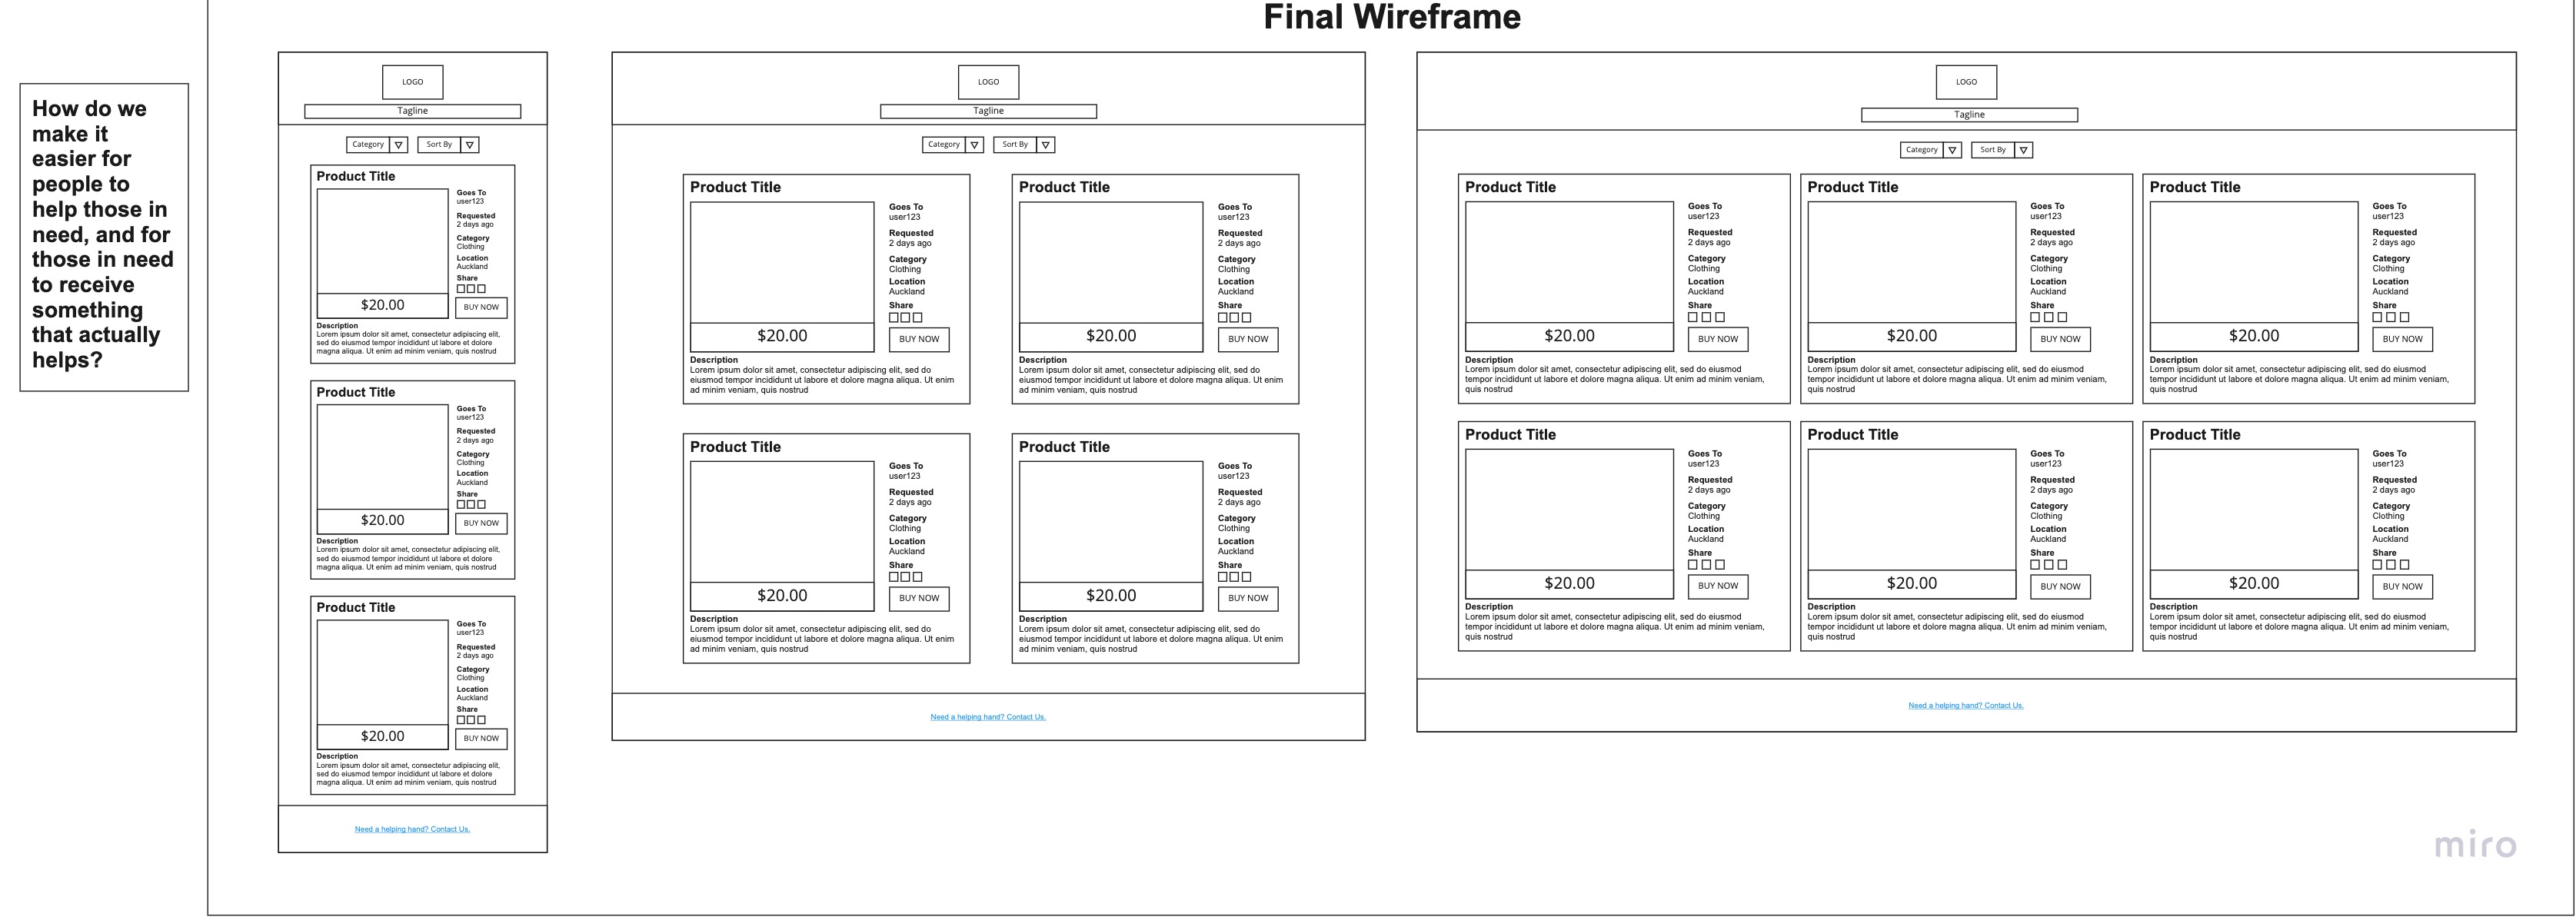 Final Wireframe
How do we
make it
easier for
people to
help those in
need, and for
those in need
to receive
something
that actually
helps?
LOGO
Tagline
Category
Sort By
Product Title
Goes To
user123
Requested
2 days ago
Category
Clothing
Location
Auckland
Share
$20.00
BUY NOW
Description
Lorem ipsum dolor sit amet, consectetur adipiscing elit,
sed do eiusmod tempor incididunt ut labore et dolore
magna aliqua. Ut enim ad minim veniam, quis nostrud
Product Title
Goes To
user123
Requested
2 days ago
Category
Clothing
Location
Auckland
Share
$20.00
BUY NOW
Description
Lorem ipsum dolor sit amet, consectetur adipiscing elit,
sed do eiusmod tempor incididunt ut labore et dolore
magna aliqua. Ut enim ad minim veniam, quis nostrud
Product Title
Goes To
user123
Requested
2 days ago
Category
Clothing
Location
Auckland
Share
$20.00
BUY NOW
Description
Lorem ipsum dolor sit amet, consectetur adipiscing elit,
sed do eiusmod tempor incididunt ut labore et dolore
magna aliqua. Ut enim ad minim veniam, quis nostrud
Need a helping hand? Contact Us.
LOGO
Tagline
Category
Sort By
Product Title
Goes To
user123
Requested
2 days ago
Category
Clothing
Location
Auckland
Share
$20.00
BUY NOW
Description
Lorem ipsum dolor sit amet, consectetur adipiscing elit, sed do
eiusmod tempor incididunt ut labore et dolore magna aliqua. Ut enim
ad minim veniam, quis nostrud
Product Title
Goes To
user123
Requested
2 days ago
Category
Clothing
Location
Auckland
Share
$20.00
BUY NOW
Description
Lorem ipsum dolor sit amet, consectetur adipiscing elit, sed do
eiusmod tempor incididunt ut labore et dolore magna aliqua. Ut enim
ad minim veniam, quis nostrud
Product Title
Goes To
user123
Requested
2 days ago
Category
Clothing
Location
Auckland
Share
$20.00
BUY NOW
Description
Lorem ipsum dolor sit amet, consectetur adipiscing elit, sed do
eiusmod tempor incididunt ut labore et dolore magna aliqua. Ut enim
ad minim veniam, quis nostrud
Product Title
Goes To
user123
Requested
2 days ago
Category
Clothing
Location
Auckland
Share
$20.00
BUY NOW
Description
Lorem ipsum dolor sit amet, consectetur adipiscing elit, sed do
eiusmod tempor incididunt ut labore et dolore magna aliqua. Ut enim
ad minim veniam, quis nostrud
Need a helping hand? Contact Us.
LOGO
Tagline
Category
Sort By
Product Title
Goes To
user123
Requested
2 days ago
Category
Clothing
Location
Auckland
Share
$20.00
BUY NOW
Description
Lorem ipsum dolor sit amet, consectetur adipiscing elit, sed do eiusmod
tempor incididunt ut labore et dolore magna aliqua. Ut enim ad minim veniam,
quis nostrud
Product Title
Goes To
user123
Requested
2 days ago
Category
Clothing
Location
Auckland
Share
$20.00
BUY NOW
Description
Lorem ipsum dolor sit amet, consectetur adipiscing elit, sed do eiusmod
tempor incididunt ut labore et dolore magna aliqua. Ut enim ad minim veniam,
quis nostrud
Product Title
Goes To
user123
Requested
2 days ago
Category
Clothing
Location
Auckland
Share
$20.00
BUY NOW
Description
Lorem ipsum dolor sit amet, consectetur adipiscing elit, sed do eiusmod
tempor incididunt ut labore et dolore magna aliqua. Ut enim ad minim veniam,
quis nostrud
Product Title
Goes To
user123
Requested
2 days ago
Category
Clothing
Location
Auckland
Share
$20.00
BUY NOW
Description
Lorem ipsum dolor sit amet, consectetur adipiscing elit, sed do eiusmod
tempor incididunt ut labore et dolore magna aliqua. Ut enim ad minim veniam,
quis nostrud
Product Title
Goes To
user123
Requested
2 days ago
Category
Clothing
Location
Auckland
Share
$20.00
BUY NOW
Description
Lorem ipsum dolor sit amet, consectetur adipiscing elit, sed do eiusmod
tempor incididunt ut labore et dolore magna aliqua. Ut enim ad minim veniam,
quis nostrud
Product Title
Goes To
user123
Requested
2 days ago
Category
Clothing
Location
Auckland
Share
$20.00
BUY NOW
Description
Lorem ipsum dolor sit amet, consectetur adipiscing elit, sed do eiusmod
tempor incididunt ut labore et dolore magna aliqua. Ut enim ad minim veniam,
quis nostrud
Need a helping hand? Contact Us.
miro